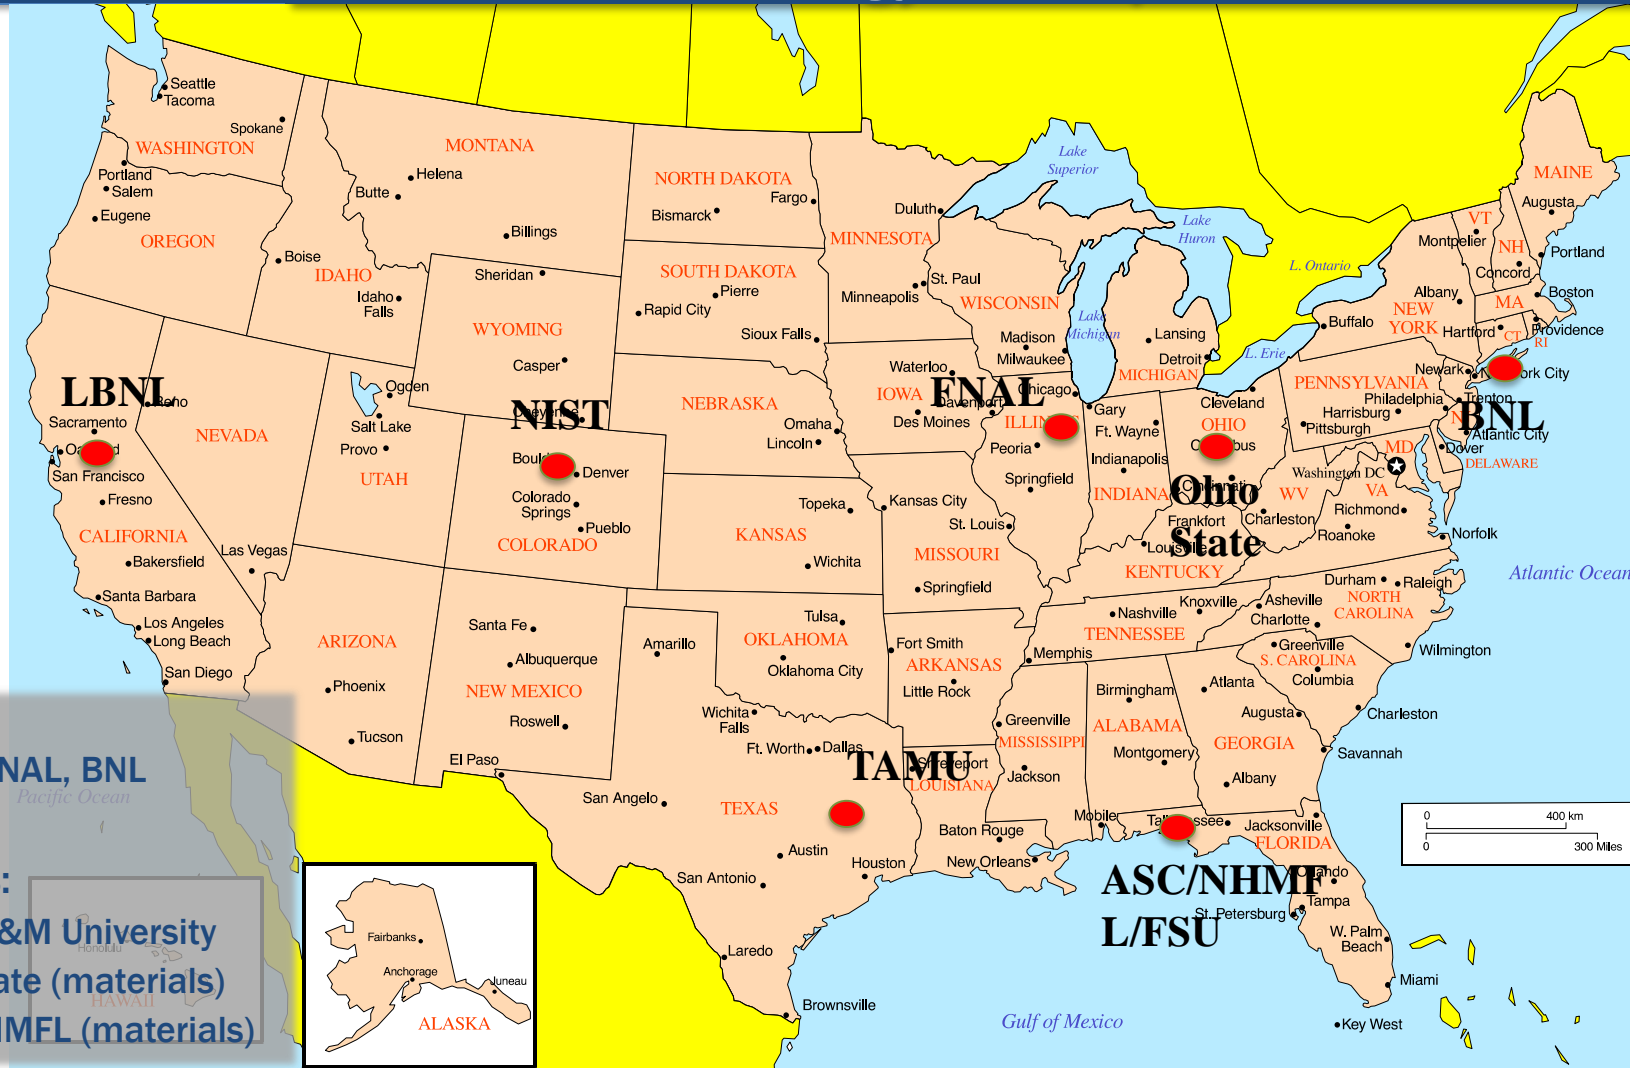 Seattle
Tacoma
Spokane
WASHINGTON
Portland
Salem
Eugene
OREGON
MONTANA
Helena
Butte
Billings
Boise
IDAHO
Idaho
Falls
Sheridan
WYOMING
Casper
NORTH DAKOTA
Fargo
Bismarck
SOUTH DAKOTA
Pierre
Rapid City
Sioux Falls
Duluth
MINNESOTA
St. Paul
Minneapolis
WISCONSIN
Madison
Milwaukee
Lake
Superior
Lake
Huron
Lake
Michigan
L. Ontario
L. Erie
Lansing
Detroit
MICHIGAN
MAINE
Augusta
VT
Montpelier
NH
Concord
Portland
Albany
NEW
YORK
Buffalo
MA
Boston
Hartford
CT
RI
Providence
LBNL
Reno
Sacramento
San Francisco
Fresno
CALIFORNIA
Bakersfield
Santa Barbara
Los Angeles
Long Beach
San Diego
NEVADA
Las Vegas
Ogden
Salt Lake
Provo
UTAH
NIST
Cheyenne
Denver
Colorado
Springs
Pueblo
COLORADO
NEBRASKA
Omaha
Lincoln
Waterloo
IOWA
Davenport
Des Moines
FNAL
Chicago
Peoria
Springfield
Gary
Ft. Wayne
Indianapolis
INDIANA
Cleveland
OHIO
Cincinnati
Ohio
State
PENNSYLVANIA
Philadelphia
Harrisburg
Pittsburgh
Newark
Trenton
BNL
Atlantic City
Dover
DELAWARE
MD
Washington DC
WV
VA
Charleston
Richmond
Roanoke
Norfolk
Frankfort
Louisville
KENTUCKY
Topeka
KANSAS
Wichita
Kansas City
St. Louis
MISSOURI
Springfield
Atlantic Ocean
Durham
Raleigh
NORTH
CAROLINA
Asheville
Charlotte
Wilmington
Knoxville
Nashville
TENNESSEE
Memphis
Greenville
S. CAROLINA
Columbia
Charleston
ARIZONA
Phoenix
Tucson
Santa Fe
Albuquerque
NEW MEXICO
Roswell
El Paso
Amarillo
Tulsa
OKLAHOMA
Oklahoma City
Fort Smith
ARKANSAS
Little Rock
Wichita
Falls
Ft. Worth
Dallas
TAMU
Shreveport
LOUISIANA
Baton Rouge
New Orleans
San Angelo
TEXAS
Austin
Houston
San Antonio
Laredo
Brownsville
Greenville
MISSISSIPPI
Jackson
Birmingham
ALABAMA
Montgomery
Mobile
Atlanta
Augusta
GEORGIA
Albany
Savannah
Jacksonville
FLORIDA
ASC/NHMF
L/FSU
Orlando
Tampa
St. Petersburg
W. Palm
Beach
Miami
Key West
Gulf of Mexico
0 400 km
0 300 Miles
NAL, BNL
Pacific Ocean
:
&M University
Honolulu
ate (materials)
HAWAII
MFL (materials)
Fairbanks
Anchorage
Juneau
ALASKA